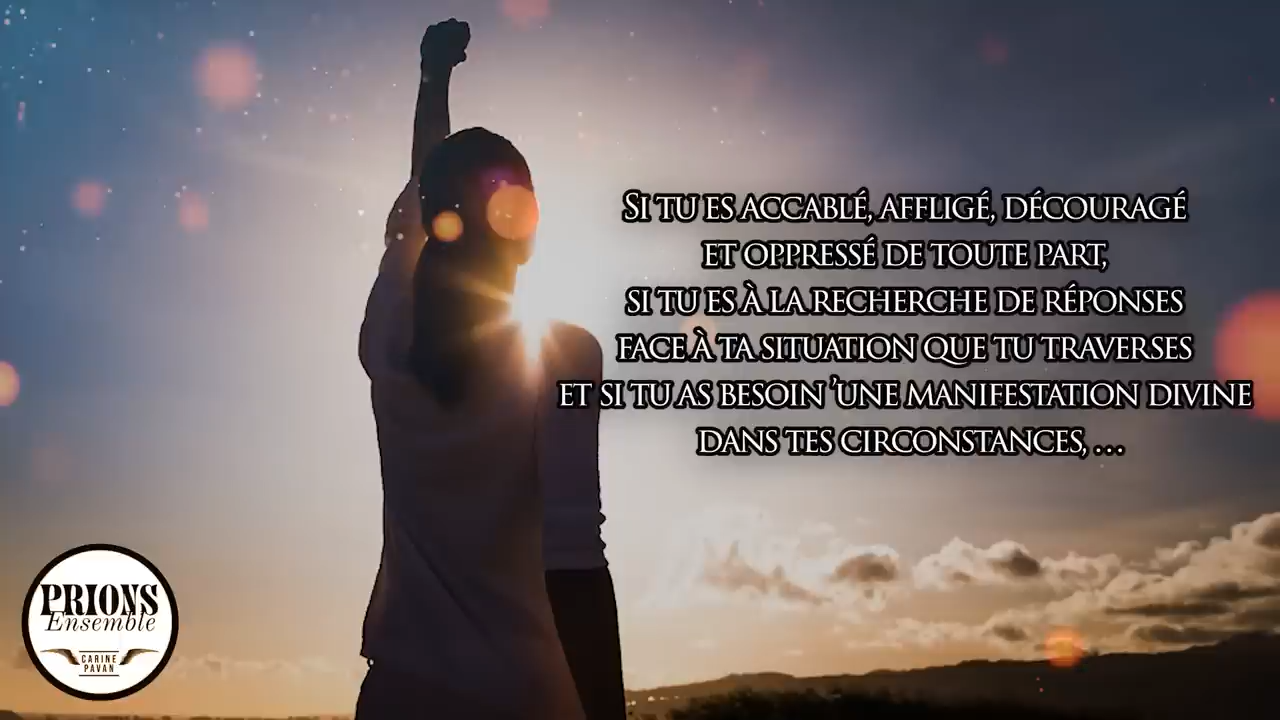 SI TU ES ACCABLÉ, AFFLIGÉ, DÉCOURAGÉ
ET OPPRESSÉ DE TOUTE PART,
SI TU ES À LA RECHERCHE DE RÉPONSES
FACE À TA SITUATION QUE TU TRAVERSES
ET SI TU AS BESOIN 'UNE MANIFESTATION DIVINE
DANS TES CIRCONSTANCES, ...
PRIONS
Ensemble
CARINE
PAVAN